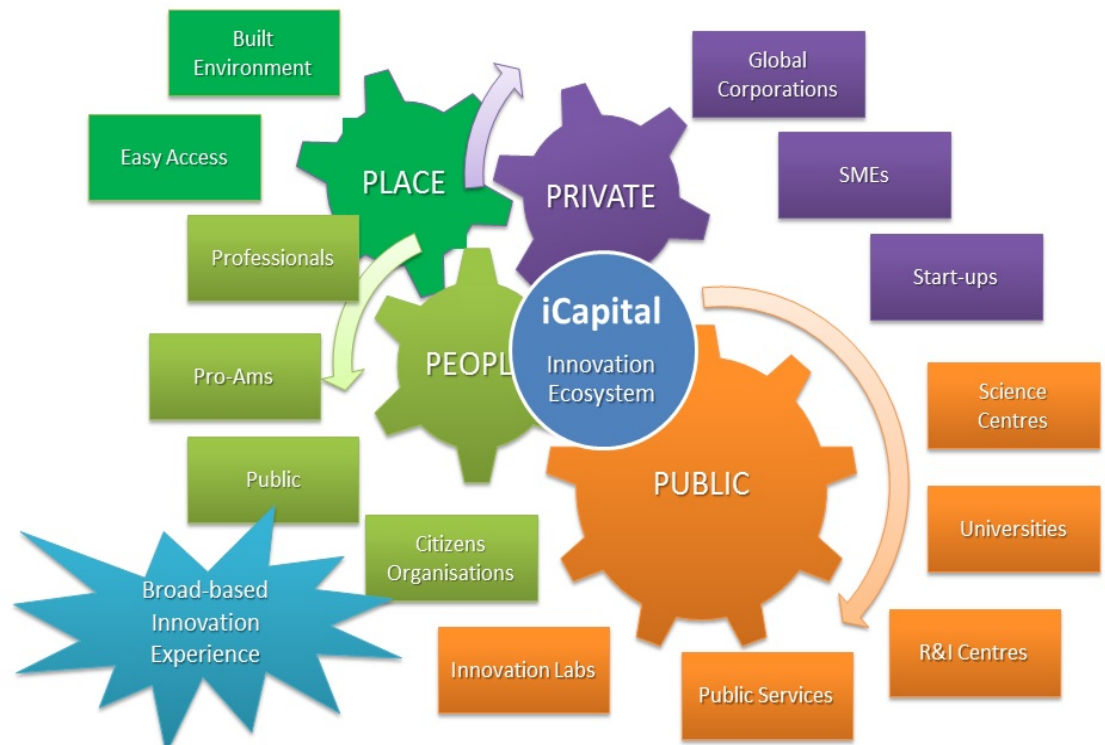 Built
Environment
Easy Access
PLACE
PRIVATE
Global
Corporations
SMEs
Start-ups
Professionals
Pro-Ams
Public
Citizens
Organisations
PEOPL
iCapital
Innovation
Ecosystem
PUBLIC
Science
Centres
Universities
R&I Centres
Public Services
Innovation Labs
Broad-based
Innovation
Experience